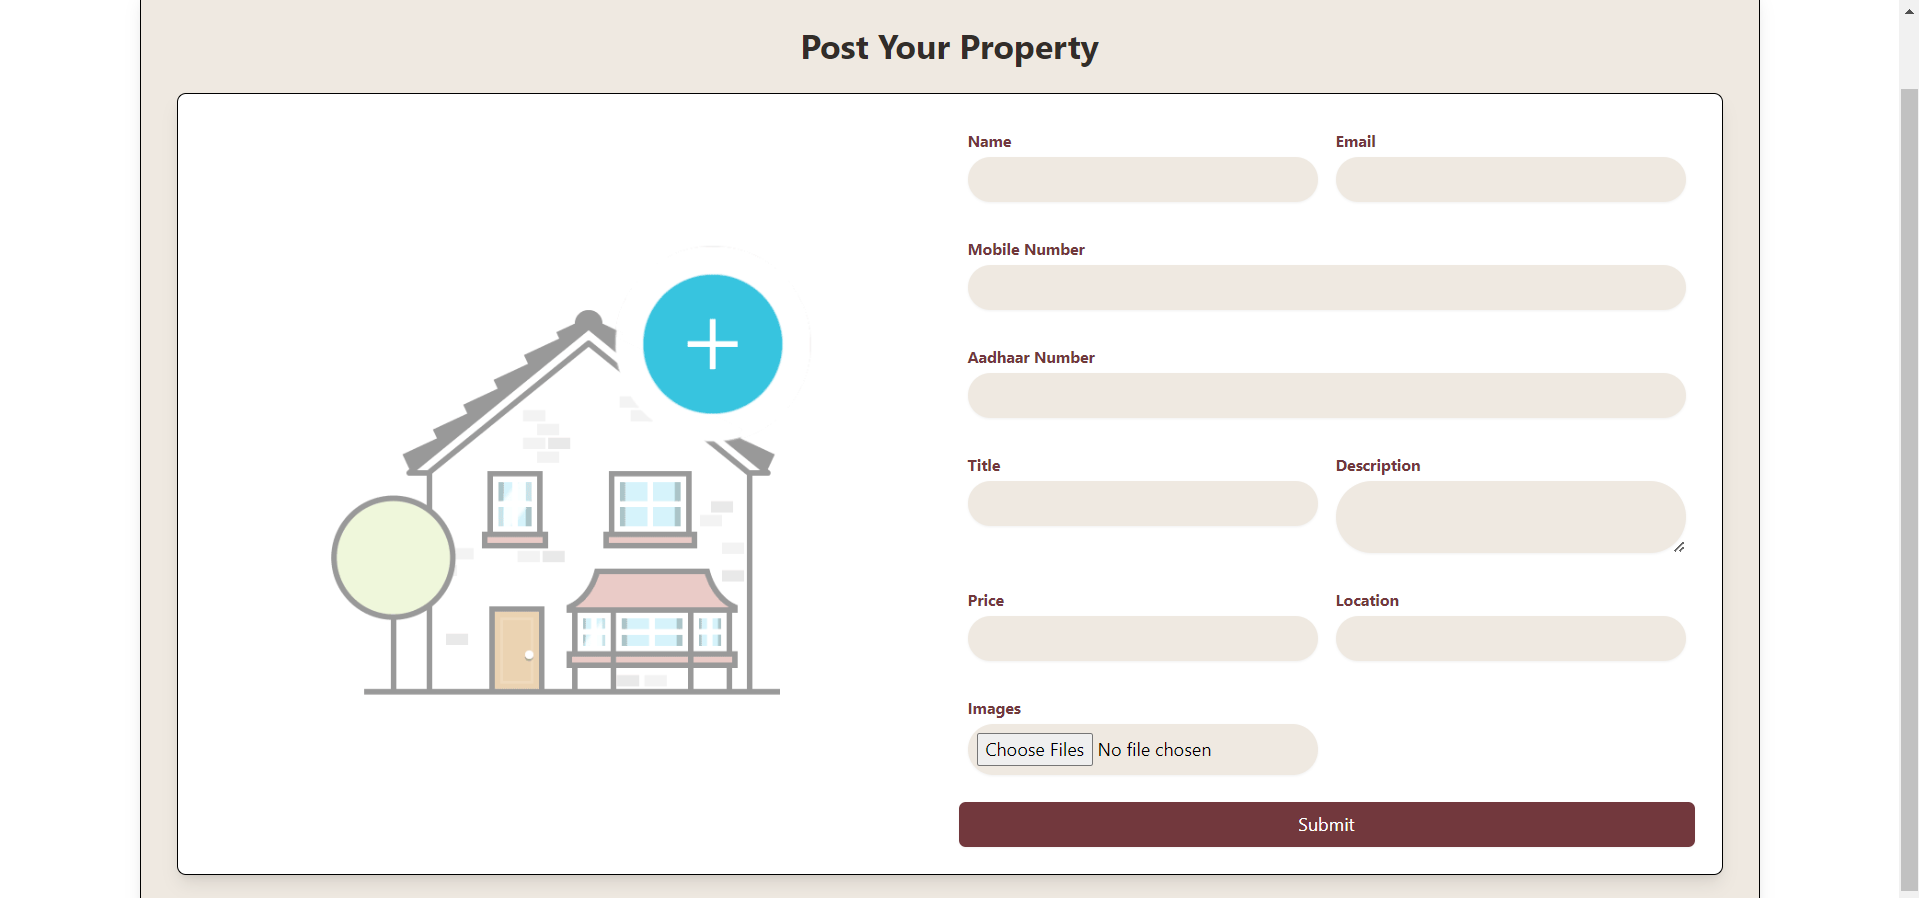 Post Your Property
Name
Email
Mobile Number
Aadhaar Number
Title
Description
Price
Location
Images
Choose Files No file chosen
Submit